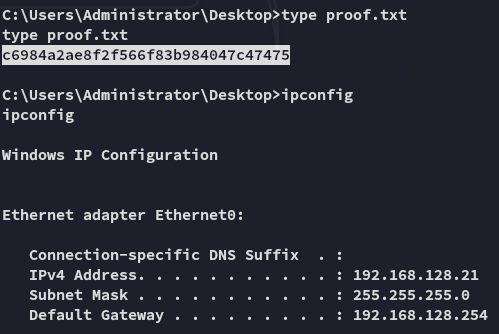 C:\Users\Administrator\Desktop>type proof.txt
type proof.txt
c6984a2ae8f2f566f83b984047c47475
C:\Users\Administrator\Desktop>ipconfig
ipconfig
Windows IP Configuration
Ethernet adapter Ethernet0:
   Connection-specific DNS Suffix  . :
   IPv4 Address. . . . . . . . . . . : 192.168.128.21
   Subnet Mask . . . . . . . . . . . : 255.255.255.0
   Default Gateway . . . . . . . . . : 192.168.128.254